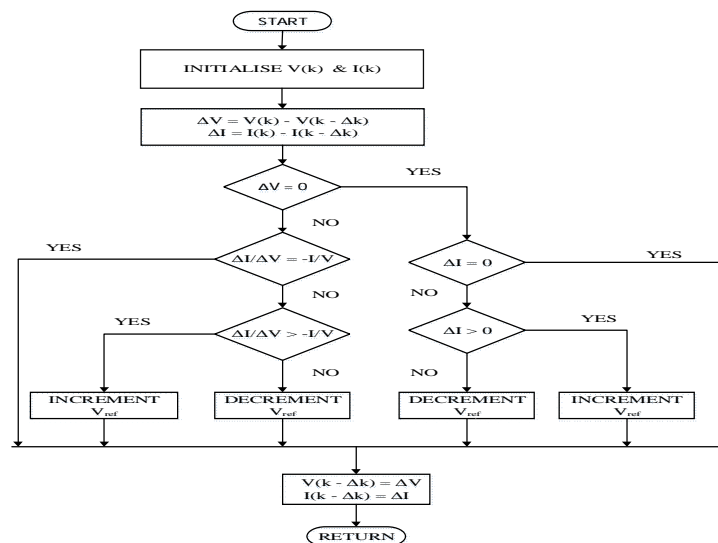 START
INITIALISE V(k) & I(k)
ΔV = V(k) - V(k - Δk)
ΔI = I(k) - I(k - Δk)
YES
ΔV = 0
NO
YES
YES
ΔI/ΔV = -I/V
ΔI = 0
NO
NO
YES
YES
ΔI/ΔV > -I/V
ΔI > 0
NO
NO
INCREMENT
Vref
DECREMENT
Vref
DECREMENT
Vref
INCREMENT
Vref
V(k - Δk) = ΔV
I(k - Δk) = ΔI
RETURN